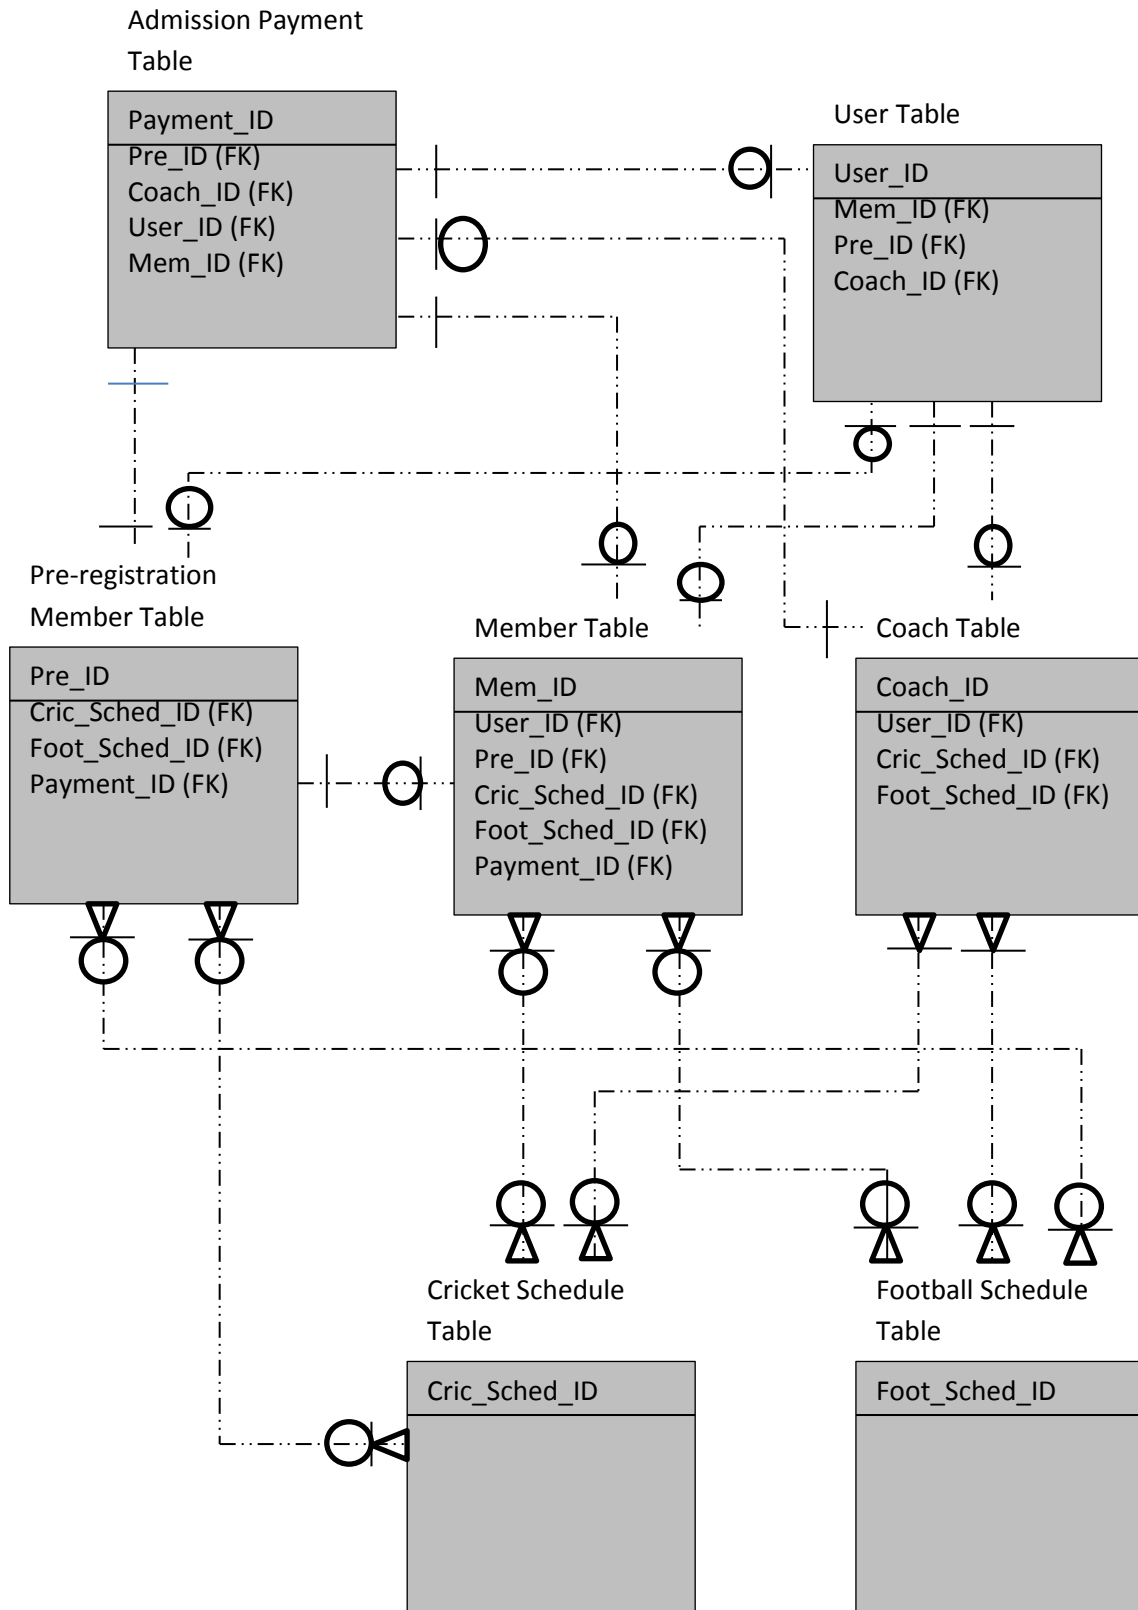 Admission Payment
Table
Payment_ID
Pre_ID (FK)
Coach_ID (FK)
User_ID (FK)
Mem_ID (FK)
User Table
User_ID
Mem_ID (FK)
Pre_ID (FK)
Coach_ID (FK)
Pre-registration
Member Table
Pre_ID
Cric_Sched_ID (FK)
Foot_Sched_ID (FK)
Payment_ID (FK)
Member Table
Mem_ID
User_ID (FK)
Pre_ID (FK)
Cric_Sched_ID (FK)
Foot_Sched_ID (FK)
Payment_ID (FK)
Coach Table
Coach_ID
User_ID (FK)
Cric_Sched_ID (FK)
Foot_Sched_ID (FK)
Cricket Schedule
Table
Cric_Sched_ID
Football Schedule
Table
Foot_Sched_ID